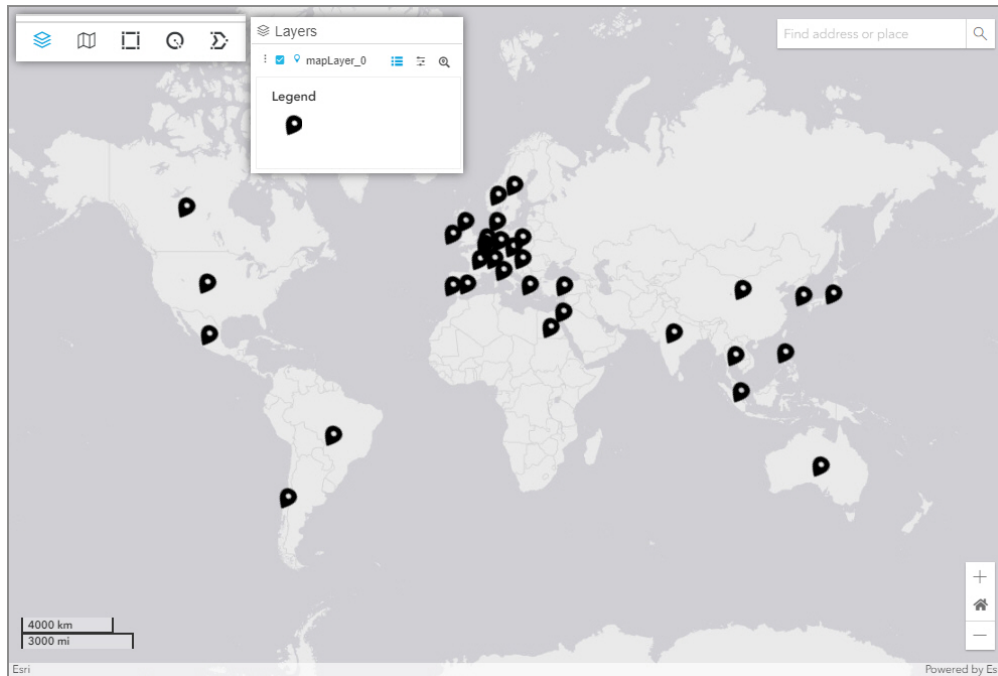 Layers
mapLayer_0
Legend
Find address or place
4000 km
3000 mi
Esri
Powered by Es